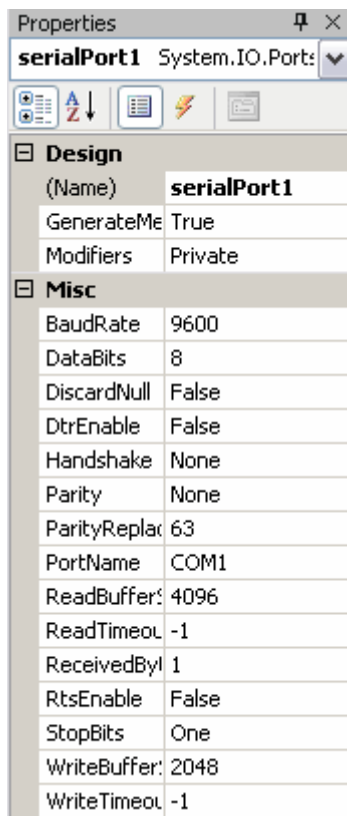 Properties
serialPort1 System.IO.Ports
Design
(Name) serialPort1
GenerateMe True
Modifiers Private
Misc
BaudRate 9600
DataBits 8
DiscardNull False
DtrEnable False
Handshake None
Parity None
ParityReplac 63
PortName COM1
ReadBufferS 4096
ReadTimeou -1
ReceivedByt 1
RtsEnable False
StopBits One
WriteBuffer 2048
WriteTimeou -1